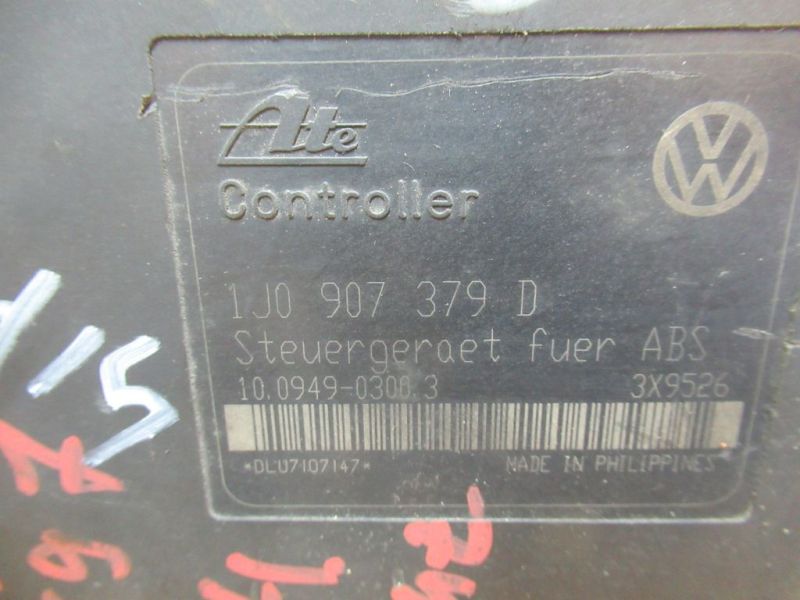 Ate
Controller
1J0 907 379 D
Steuergeraet fuer ABS
10.0949-0308.3 3X9526
*DLU7107147* MADE IN PHILIPPINES